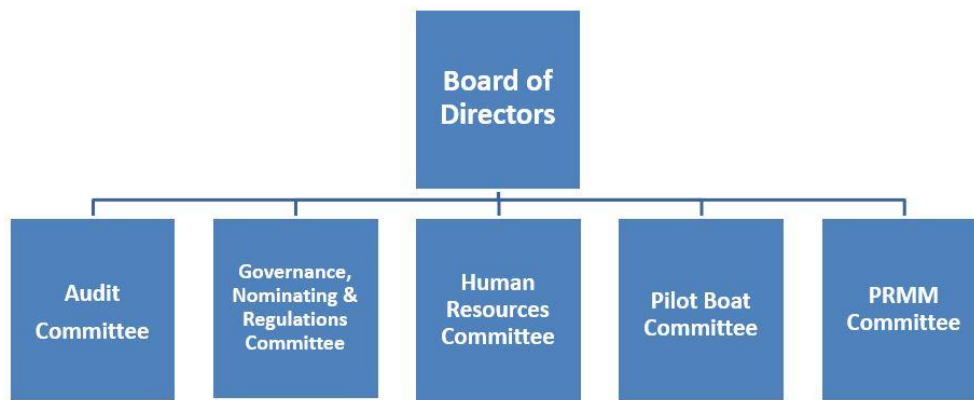 Board of
Directors
Audit
Committee
Governance,
Nominating &
Regulations
Committee
Human
Resources
Committee
Pilot Boat
Committee
PRMM
Committee